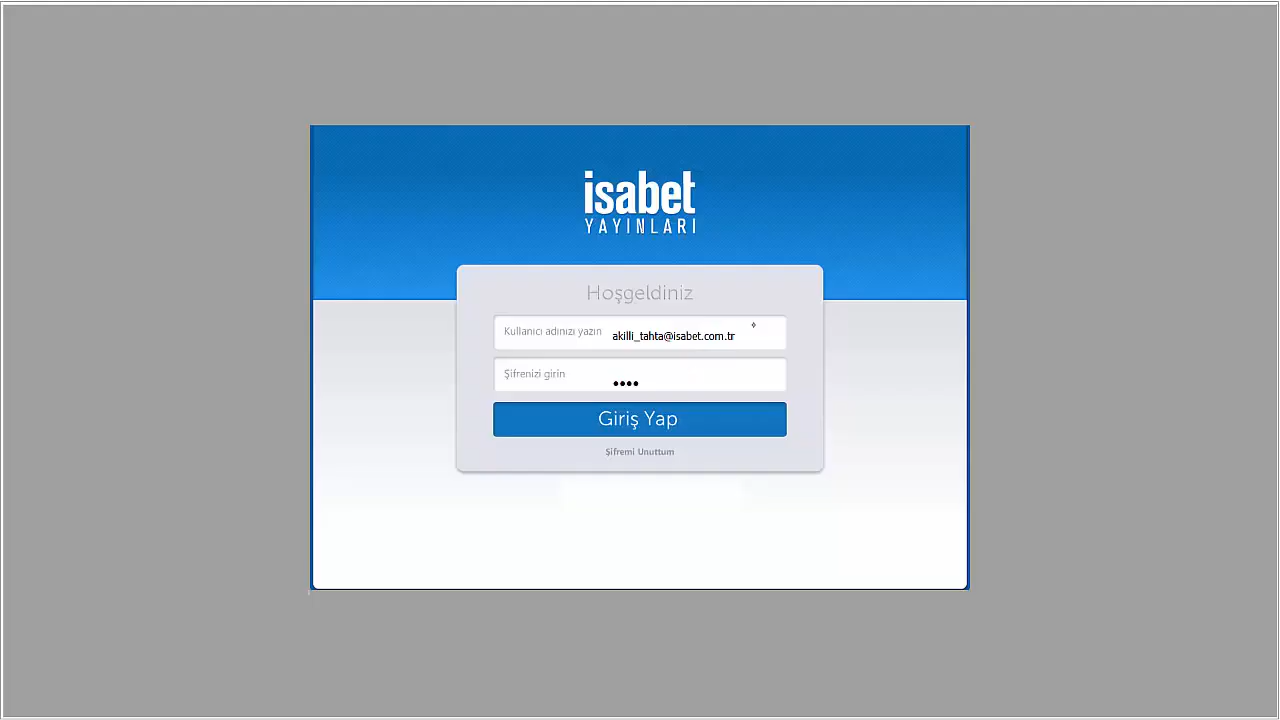 isabet
YAYINLARI
Hoşgeldiniz
Kullanıcı adınızı yazın akilli_tahta@isabet.com.tr
Şifrenizi girin ••••
Giriş Yap
Şifremi Unuttum